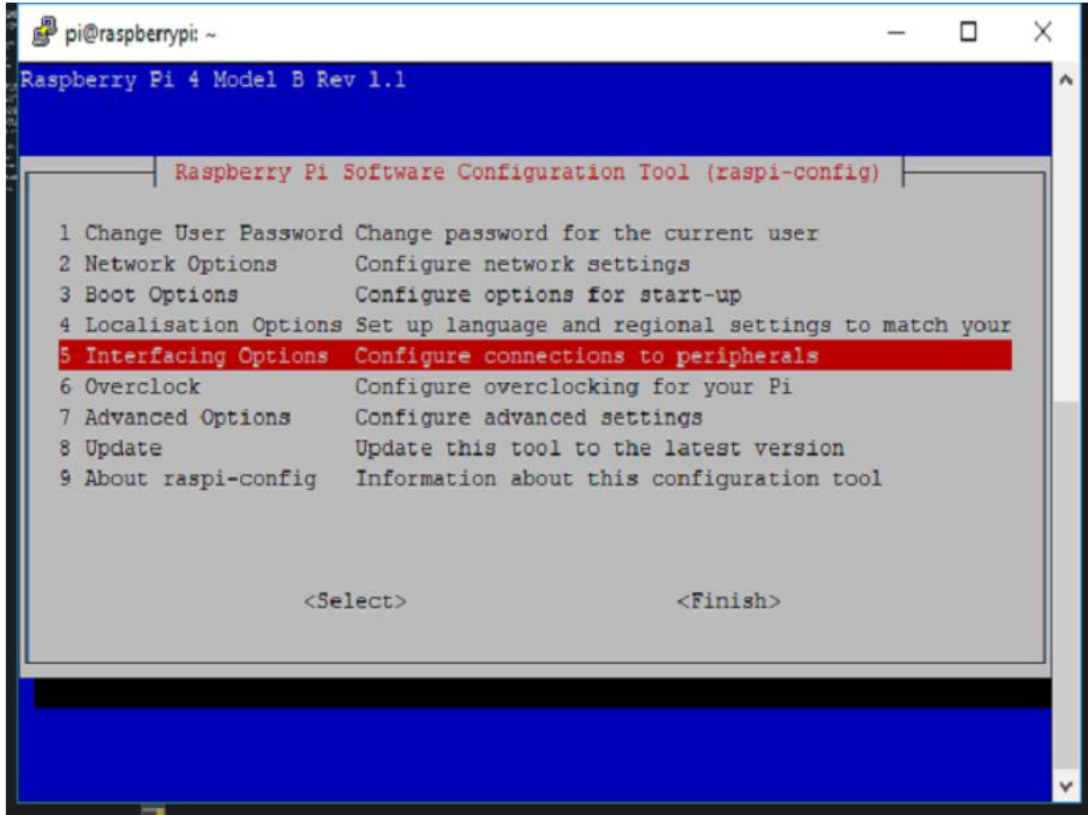 pi@raspberrypi: ~
Raspberry Pi 4 Model B Rev 1.1
Raspberry Pi Software Configuration Tool (raspi-config)
1 Change User Password Change password for the current user
2 Network Options Configure network settings
3 Boot Options Configure options for start-up
4 Localisation Options Set up language and regional settings to match your
5 Interfacing Options Configure connections to peripherals
6 Overclock Configure overclocking for your Pi
7 Advanced Options Configure advanced settings
8 Update Update this tool to the latest version
9 About raspi-config Information about this configuration tool
<Select> <Finish>